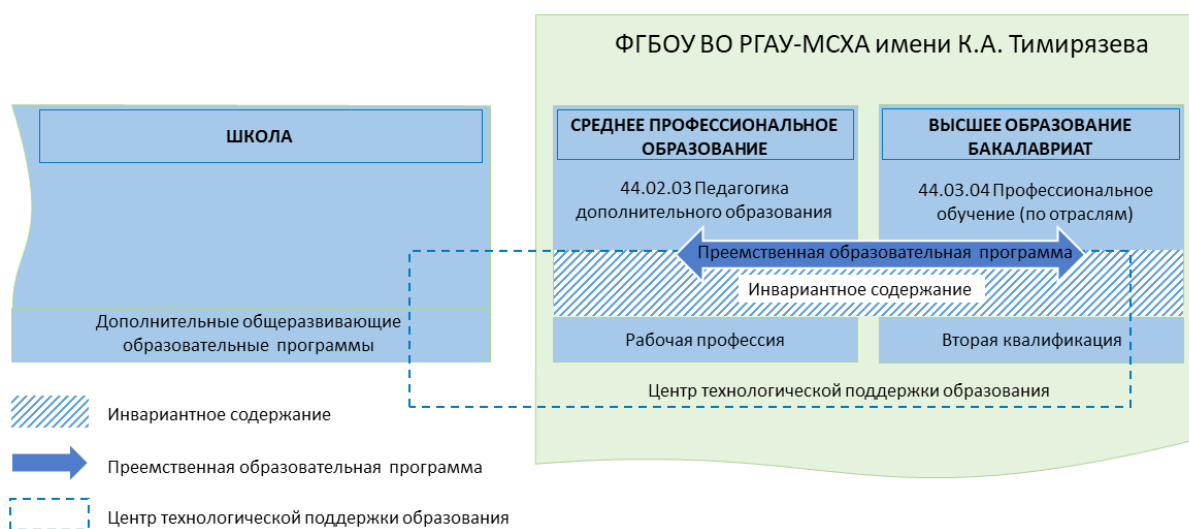 ФГБОУ ВО РГАУ-МСХА имени К.А. Тимирязева
ШКОЛА
СРЕДНЕЕ ПРОФЕССИОНАЛЬНОЕ
ОБРАЗОВАНИЕ
ВЫСШЕЕ ОБРАЗОВАНИЕ
БАКАЛАВРИАТ
44.02.03 Педагогика
дополнительного образования
44.03.04 Профессиональное
обучение (по отраслям)
Преемственная образовательная программа
Инвариантное содержание
Дополнительные общеразвивающие
образовательные программы
Рабочая профессия
Вторая квалификация
Центр технологической поддержки образования
Инвариантное содержание
Преемственная образовательная программа
Центр технологической поддержки образования